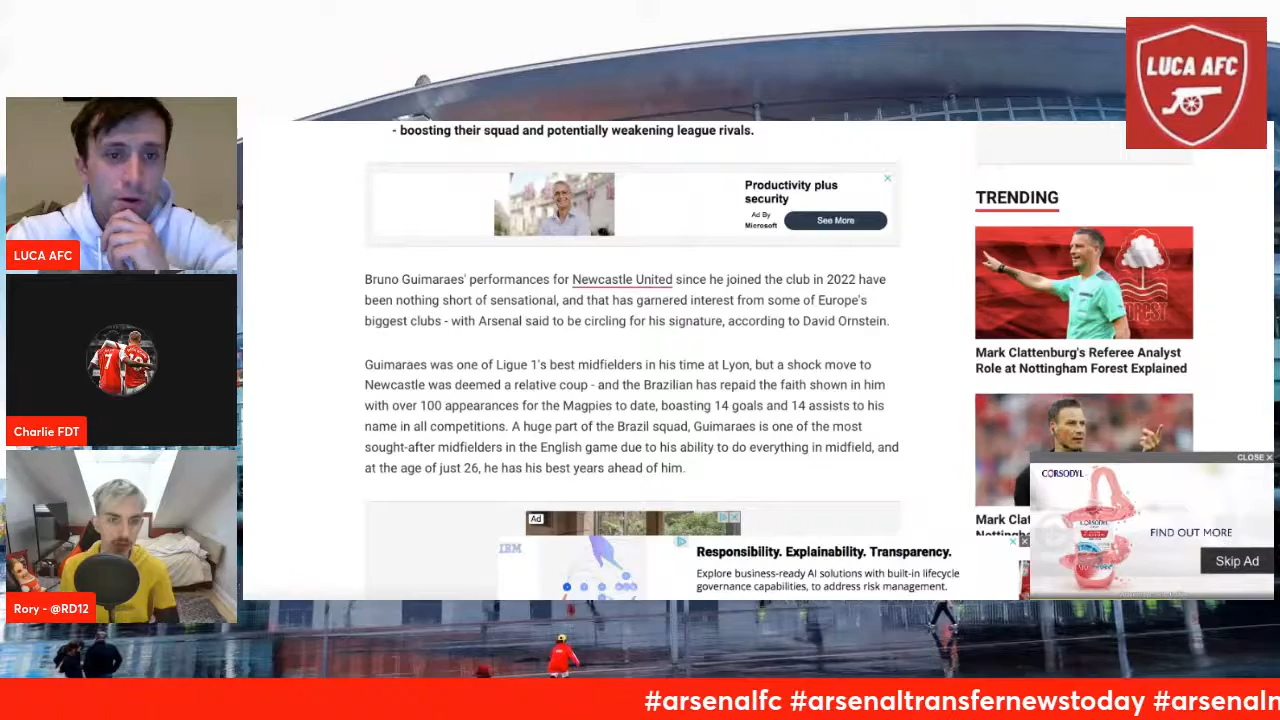 LUCA AFC
- boosting their squad and potentially weakening league rivals.
Productivity plus
security
Ad By
Microsoft
See More
TRENDING
Bruno Guimaraes' performances for Newcastle United since he joined the club in 2022 have
been nothing short of sensational, and that has garnered interest from some of Europe's
biggest clubs - with Arsenal said to be circling for his signature, according to David Ornstein.
FOREST
Mark Clattenburg's Referee Analyst
Role at Nottingham Forest Explained
Guimaraes was one of Ligue 1's best midfielders in his time at Lyon, but a shock move to
Newcastle was deemed a relative coup - and the Brazilian has repaid the faith shown in him
with over 100 appearances for the Magpies to date, boasting 14 goals and 14 assists to his
name in all competitions. A huge part of the Brazil squad, Guimaraes is one of the most
sought-after midfielders in the English game due to his ability to do everything in midfield, and
at the age of just 26, he has his best years ahead of him.
CLOSE X
CORSODYL
FIND OUT MORE
Skip Ad
Mark Clat
Ad
IBM
Responsibility. Explainability. Transparency.
Explore business-ready AI solutions with built-in lifecycle
governance capabilities, to address risk management.
LUCA AFC
7
Charlie FDT
Rory - @RD12
#arsenalfc #arsenaltransfernewstoday #arsenaln